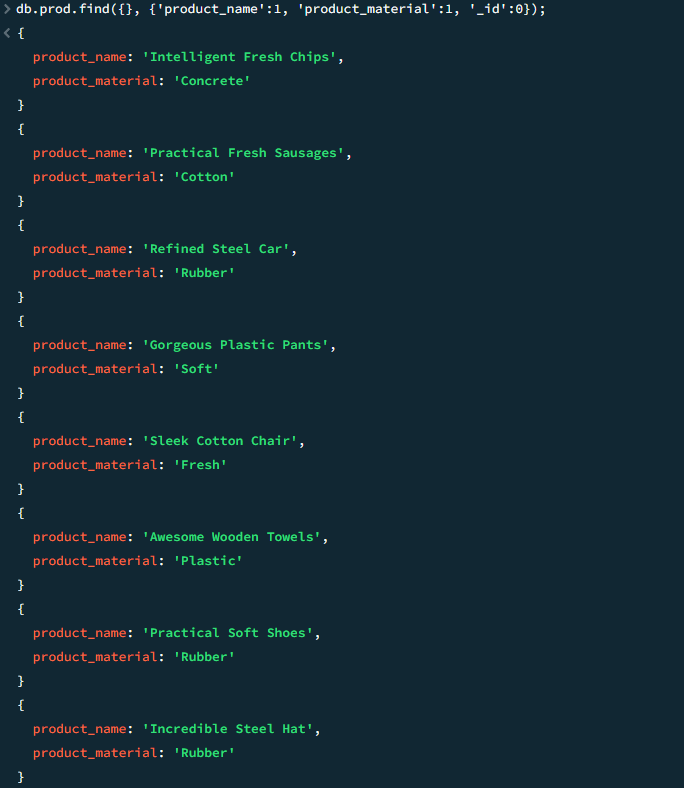 > db.prod.find({}, {'product_name':1, 'product_material':1, '_id':0});
< {
product_name: 'Intelligent Fresh Chips',
product_material: 'Concrete'
}
{
product_name: 'Practical Fresh Sausages',
product_material: 'Cotton'
}
{
product_name: 'Refined Steel Car',
product_material: 'Rubber'
}
{
product_name: 'Gorgeous Plastic Pants',
product_material: 'Soft'
}
{
product_name: 'Sleek Cotton Chair',
product_material: 'Fresh'
}
{
product_name: 'Awesome Wooden Towels',
product_material: 'Plastic'
}
{
product_name: 'Practical Soft Shoes',
product_material: 'Rubber'
}
{
product_name: 'Incredible Steel Hat',
product_material: 'Rubber'
}